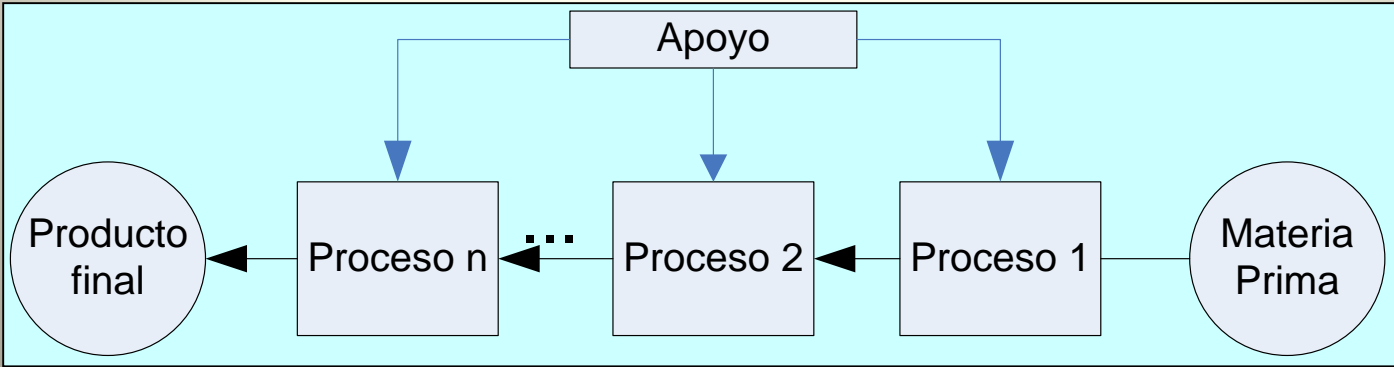 Apoyo
Producto
final
Proceso n
...
Proceso 2
Proceso 1
Materia
Prima